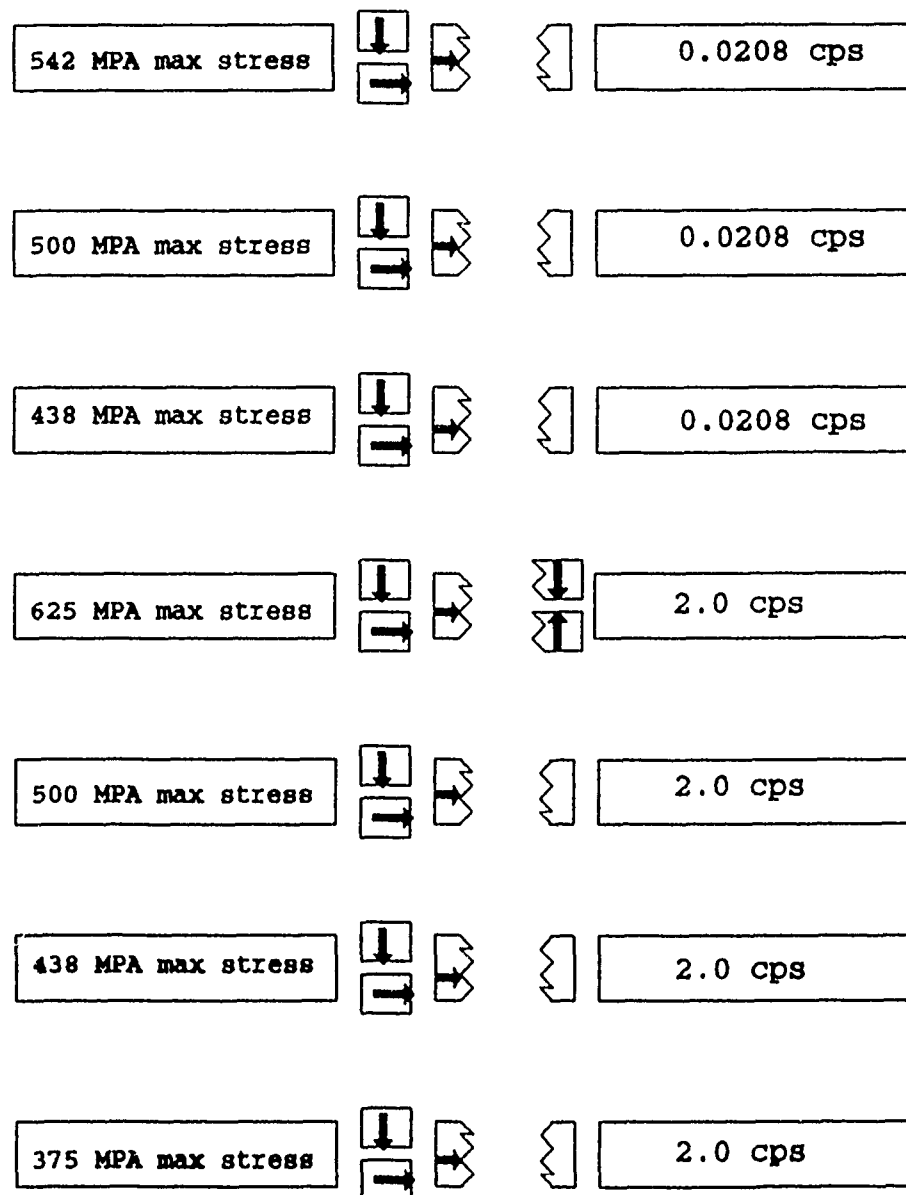 542 MPA max stress 0.0208 cps
500 MPA max stress 0.0208 cps
438 MPA max stress 0.0208 cps
625 MPA max stress 2.0 cps
500 MPA max stress 2.0 cps
438 MPA max stress 2.0 cps
375 MPA max stress 2.0 cps